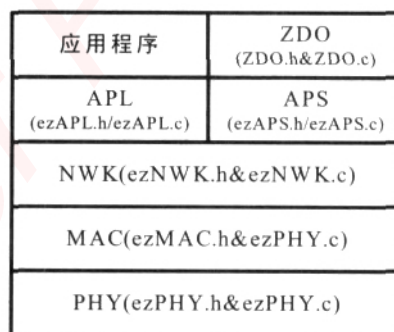 应用程序
ZDO
(ZDO.h&ZDO.c)
APL
(ezAPL.h/ezAPL.c)
APS
(ezAPS.h/ezAPS.c)
NWK(ezNWK.h&ezNWK.c)
MAC(ezMAC.h&ezPHY.c)
PHY(ezPHY.h&ezPHY.c)